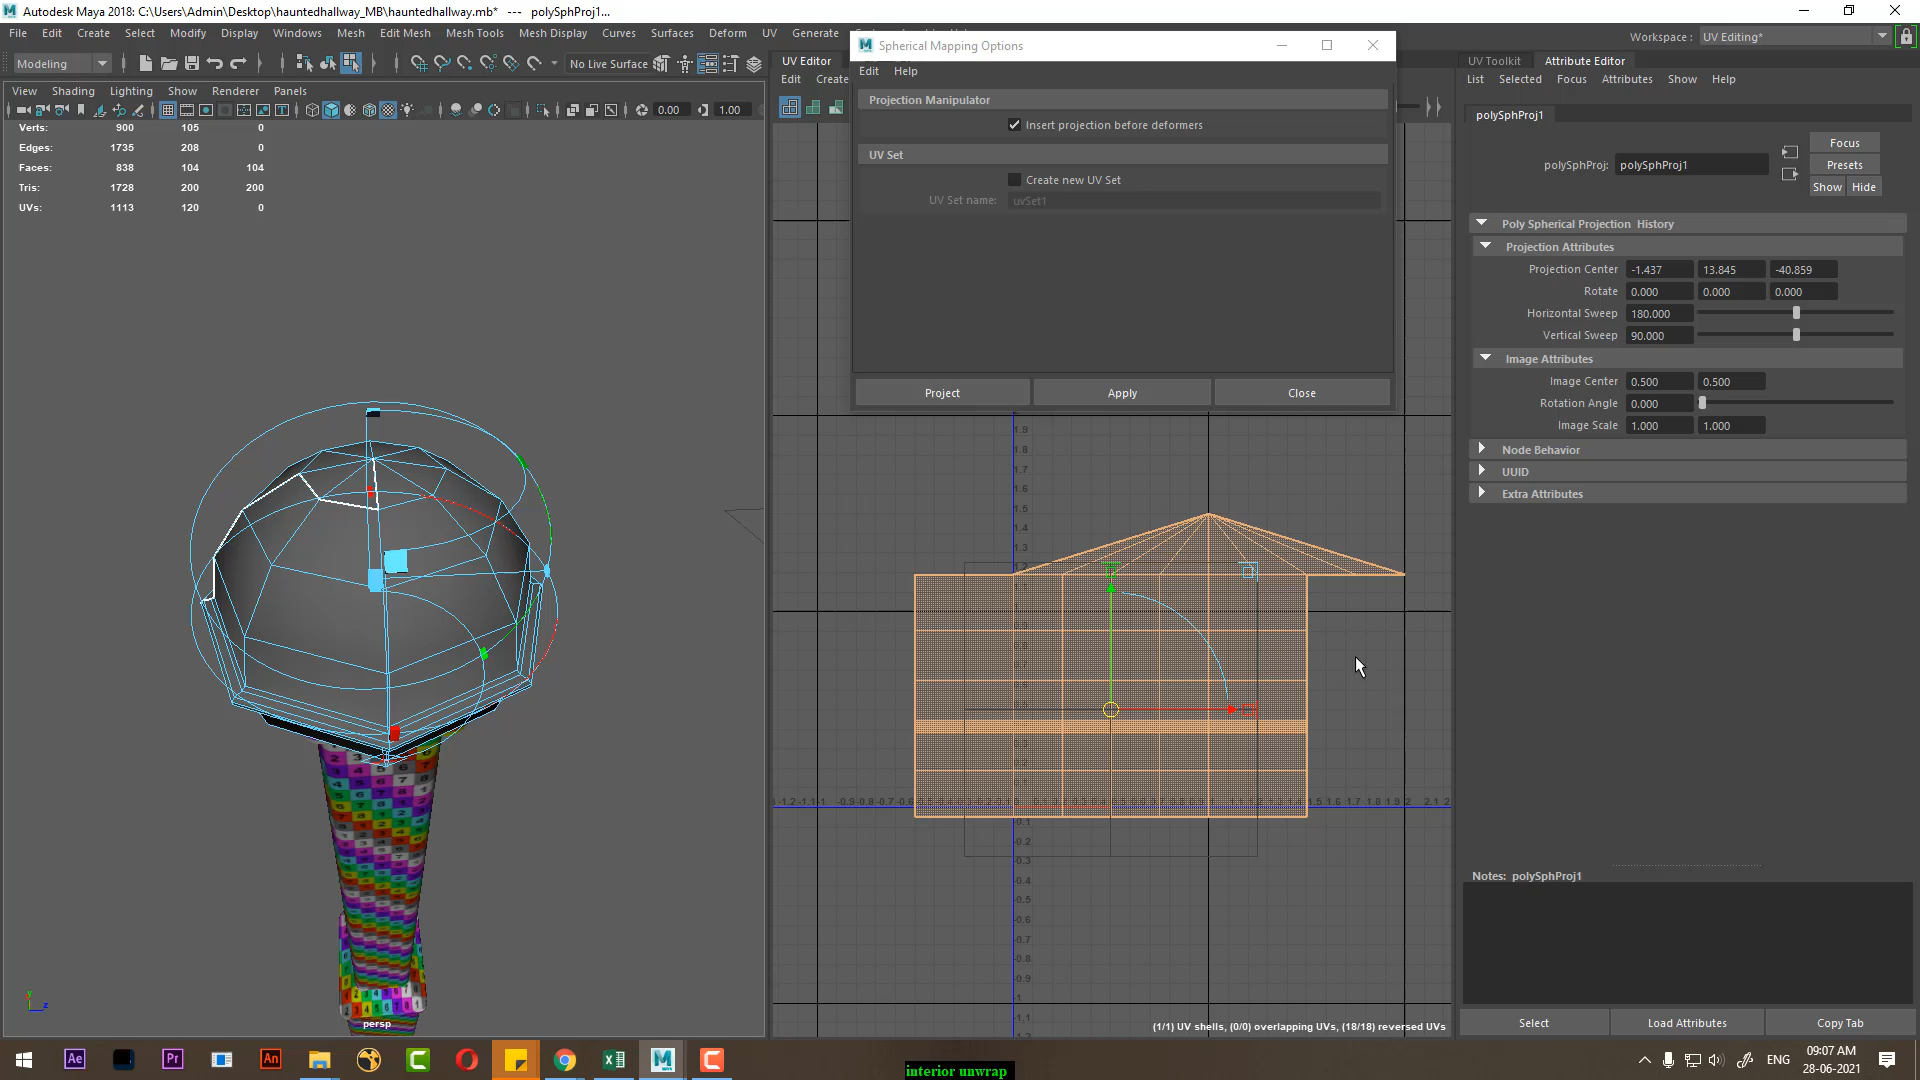 Autodesk Maya 2018: C:\Users\Admin\Desktop\hauntedhallway_MB\hauntedhallway.mb* --- polySphProj1...
File Edit Create Select Modify Display Windows Mesh Edit Mesh Mesh Tools Mesh Display Curves Surfaces Deform UV Generate
Workspace : UV Editing*
Modeling
No Live Surface
View Shading Lighting Show Renderer Panels
0.00 1.00
Verts: 900 105 0
Edges: 1735 208 0
Faces: 838 104 104
Tris: 1728 200 200
UVs: 1113 120 0
persp
UV Editor
Edit Create
Spherical Mapping Options
Edit Help
Projection Manipulator
Insert projection before deformers
UV Set
Create new UV Set
UV Set name: uvSet1
Project Apply Close
(1/1) UV shells, (0/0) overlapping UVs, (18/18) reversed UVs
UV Toolkit Attribute Editor
List Selected Focus Attributes Show Help
polySphProj1
polySphProj: polySphProj1
Focus
Presets
Show Hide
Poly Spherical Projection History
Projection Attributes
Projection Center -1.437 13.845 -40.859
Rotate 0.000 0.000 0.000
Horizontal Sweep 180.000
Vertical Sweep 90.000
Image Attributes
Image Center 0.500 0.500
Rotation Angle 0.000
Image Scale 1.000 1.000
Node Behavior
UUID
Extra Attributes
Notes: polySphProj1
Select Load Attributes Copy Tab
interior unwrap
ENG
09:07 AM
28-06-2021